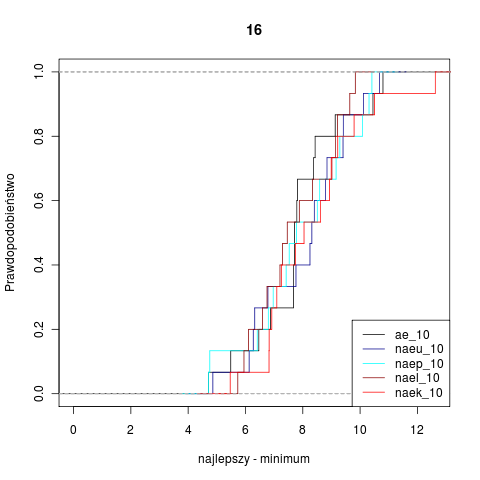 16
Prawdopodobieństwo
1.0
0.8
0.6
0.4
0.2
0.0
ae_10
naeu_10
naep_10
nael_10
naek_10
0 2 4 6 8 10 12
najlepszy - minimum